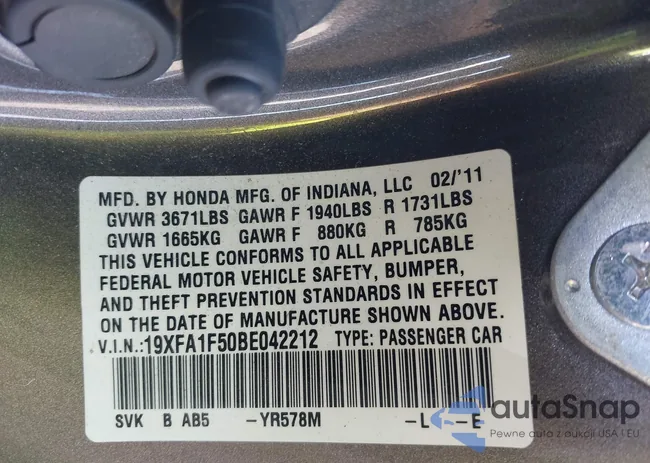 MFD. BY HONDA MFG. OF INDIANA, LLC 02/'11
GVWR 3671LBS GAWR F 1940LBS R 1731LBS
GVWR 1665KG GAWR F 880KG R 785KG
THIS VEHICLE CONFORMS TO ALL APPLICABLE
FEDERAL MOTOR VEHICLE SAFETY, BUMPER,
AND THEFT PREVENTION STANDARDS IN EFFECT
ON THE DATE OF MANUFACTURE SHOWN ABOVE.
V.I.N.:19XFA1F50BE042212 TYPE: PASSENGER CAR
SVK B AB5 -YR578M -L -E
autaSnap
Pewne auta z aukcji USA i EU